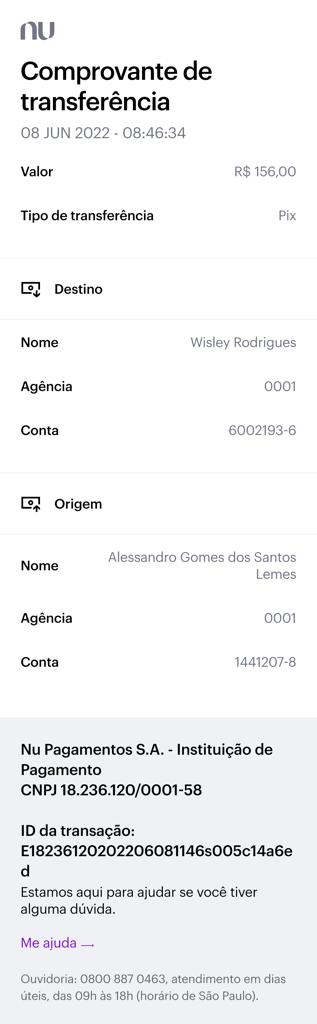 nu
Comprovante de
transferência
08 JUN 2022 - 08:46:34
Valor R$ 156,00
Tipo de transferência Pix
Destino
Nome Wisley Rodrigues
Agência 0001
Conta 6002193-6
Origem
Nome Alessandro Gomes dos Santos
Lemes
Agência 0001
Conta 1441207-8
Nu Pagamentos S.A. - Instituição de
Pagamento
CNPJ 18.236.120/0001-58
ID da transação:
E18236120202206081146s005c14a6e
d
Estamos aqui para ajudar se você tiver
alguma dúvida.
Me ajuda →
Ouvidoria: 0800 887 0463, atendimento em dias
úteis, das 09h às 18h (horário de São Paulo).